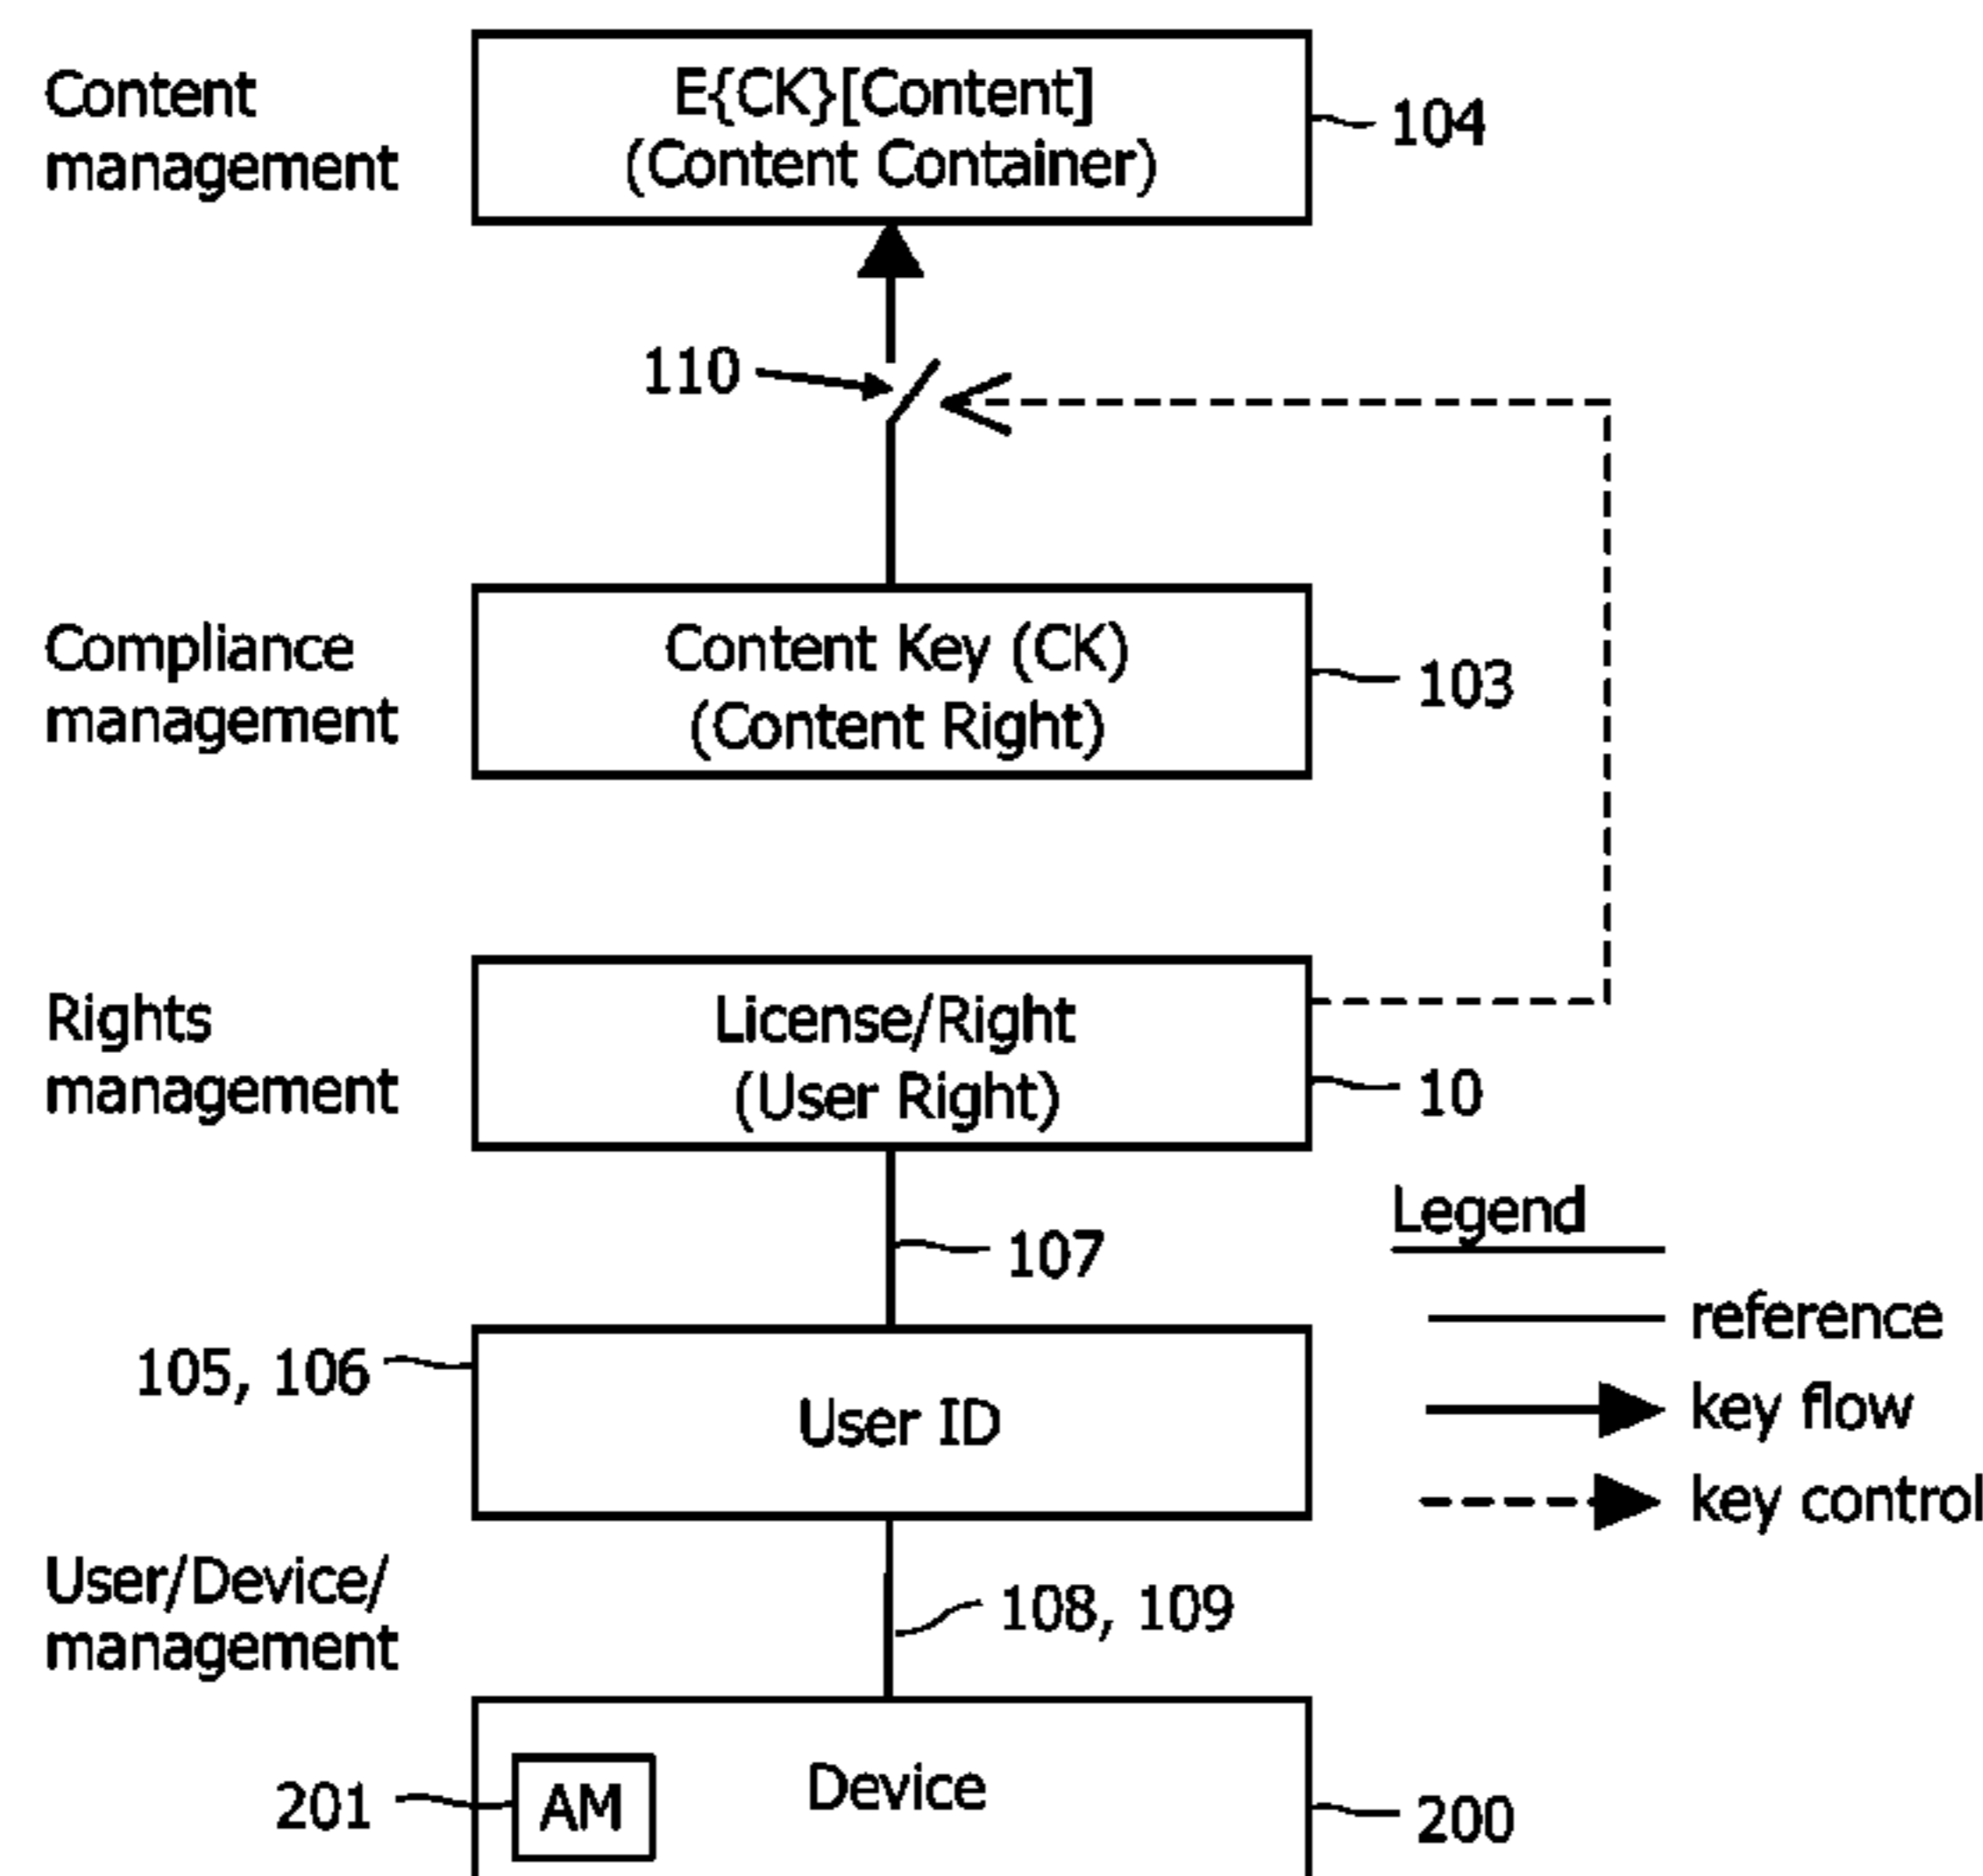 Content
management
E{CK}[Content]
(Content Container)
104
110
Compliance
management
Content Key (CK)
(Content Right)
103
Rights
management
License/Right
(User Right)
10
107
Legend
reference
key flow
key control
105, 106
User ID
User/Device/
management
108, 109
201
AM
Device
200